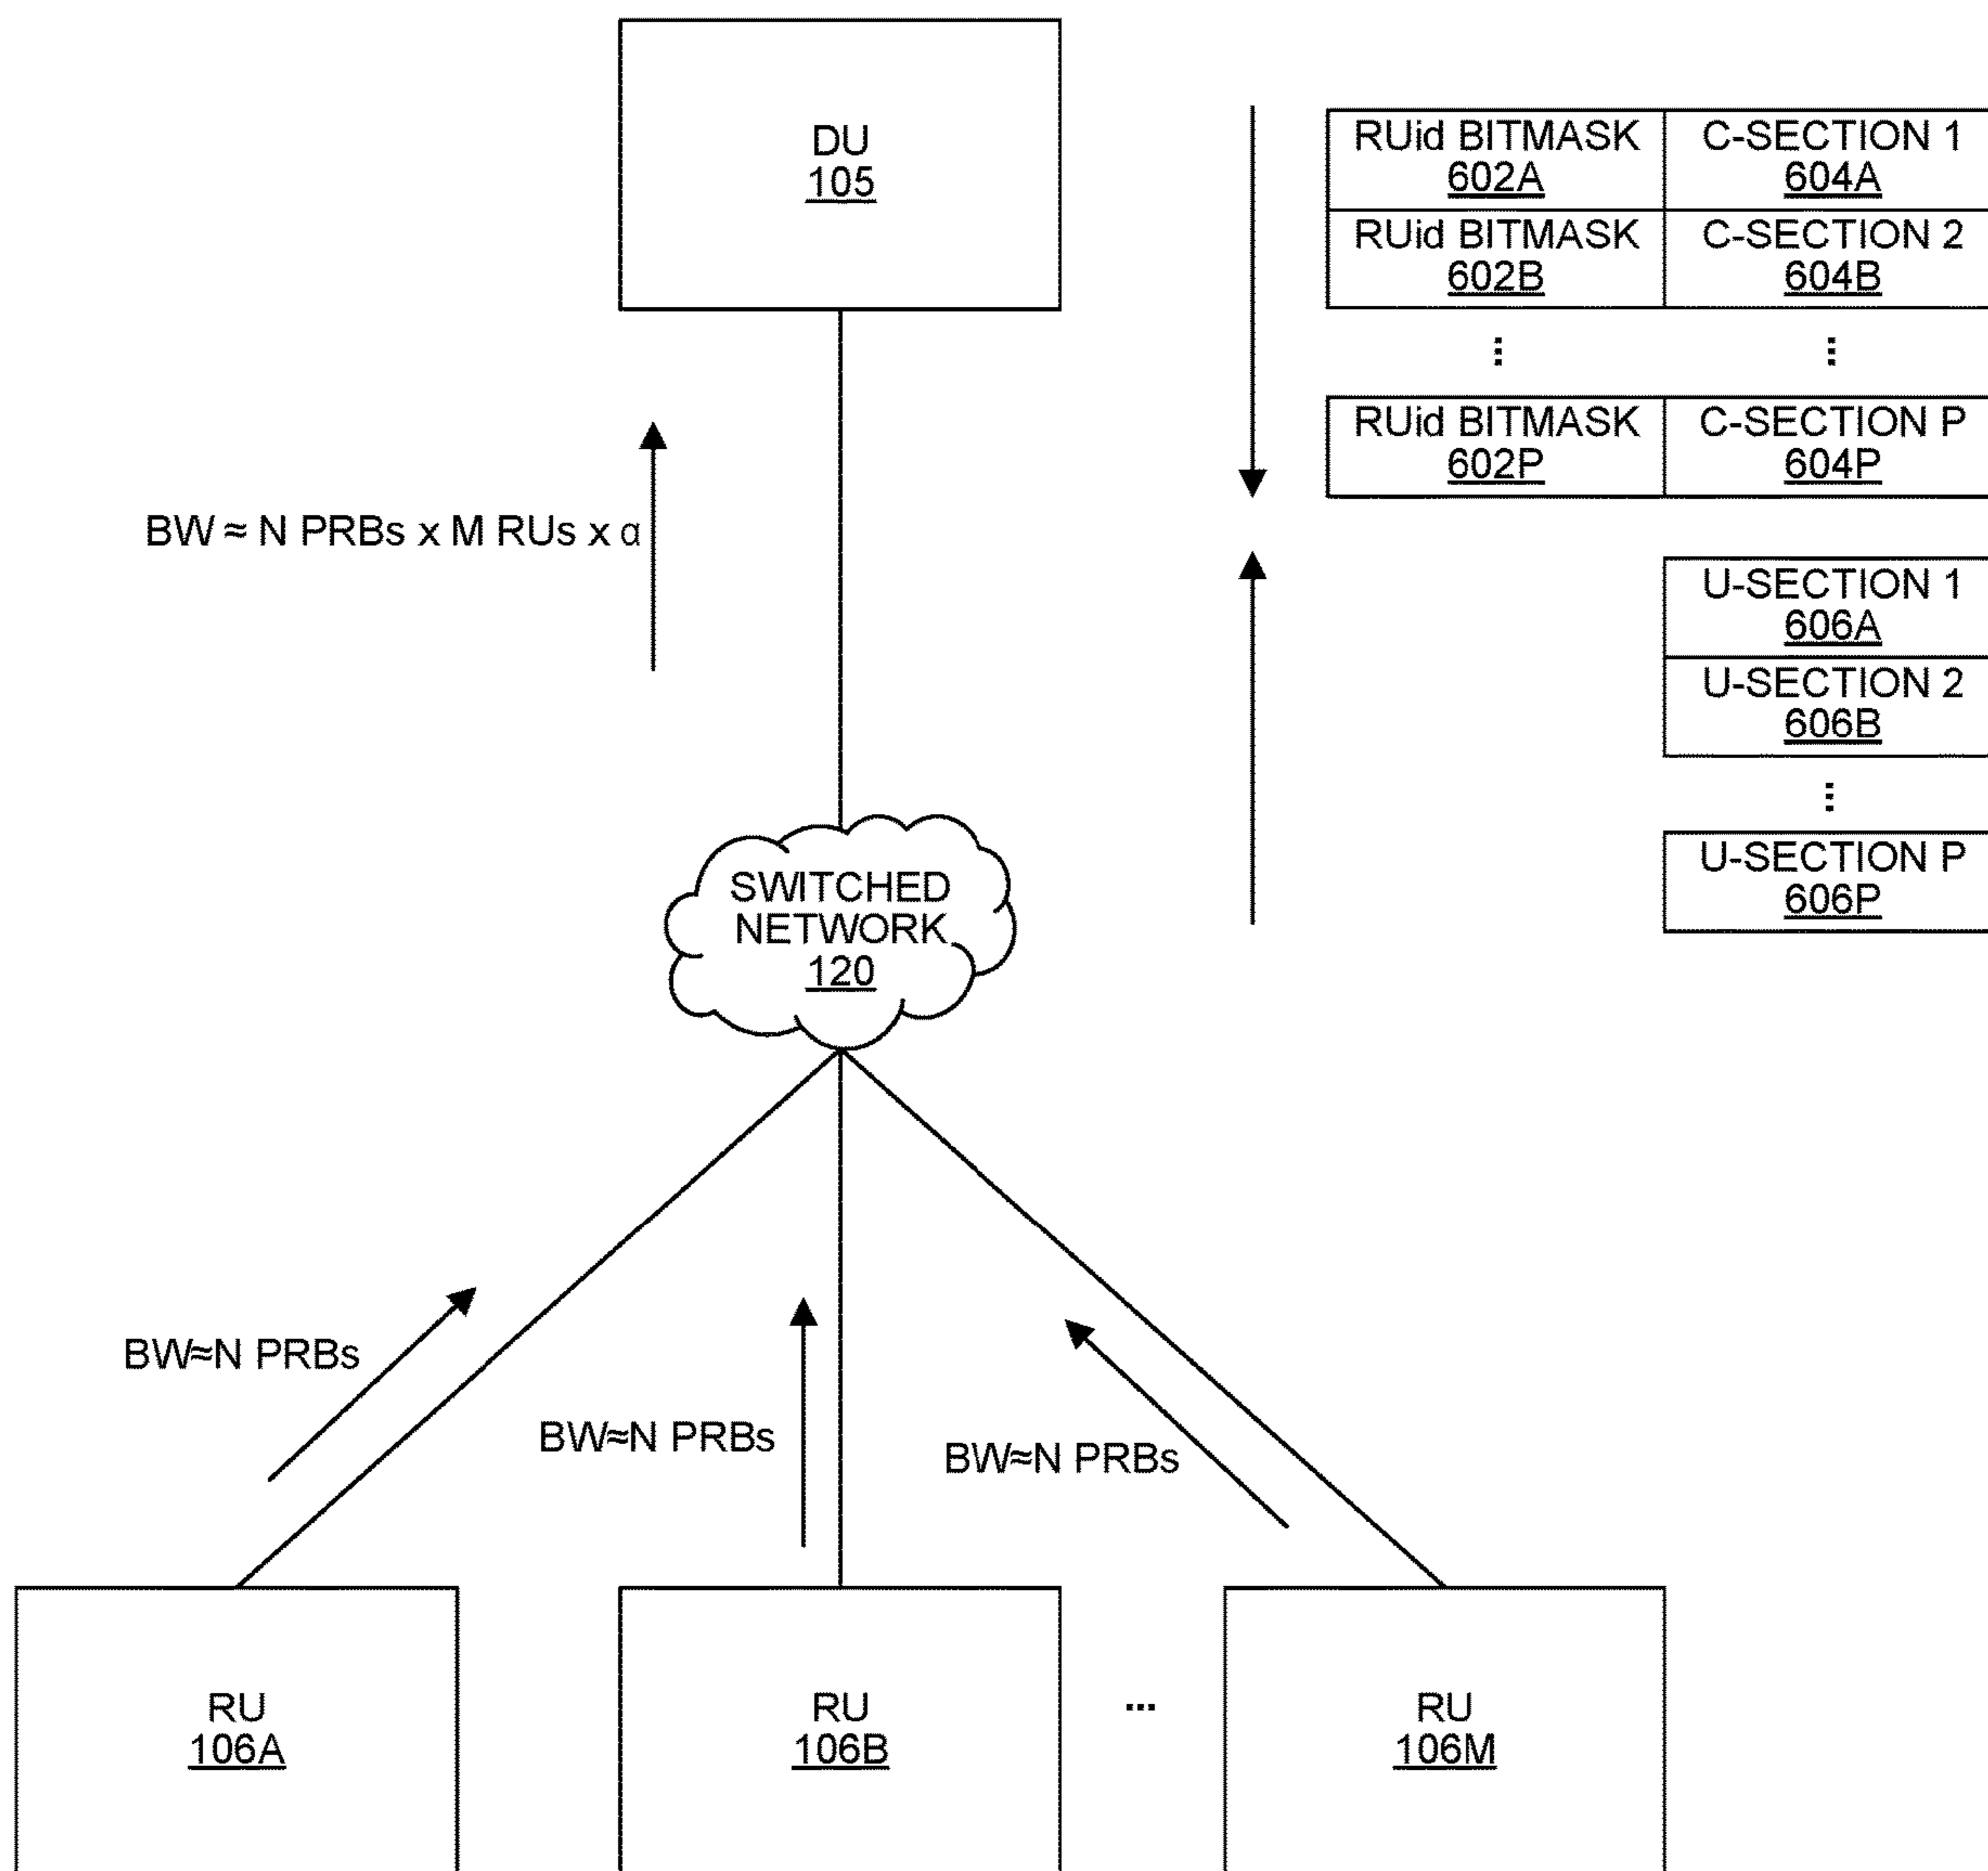 DU
105
RUid BITMASK
602A
C-SECTION 1
604A
RUid BITMASK
602B
C-SECTION 2
604B
...
...
RUid BITMASK
602P
C-SECTION P
604P
BW ≈ N PRBs x M RUs x α
U-SECTION 1
606A
U-SECTION 2
606B
...
U-SECTION P
606P
SWITCHED
NETWORK
120
BW≈N PRBs
BW≈N PRBs
BW≈N PRBs
RU
106A
RU
106B
...
RU
106M